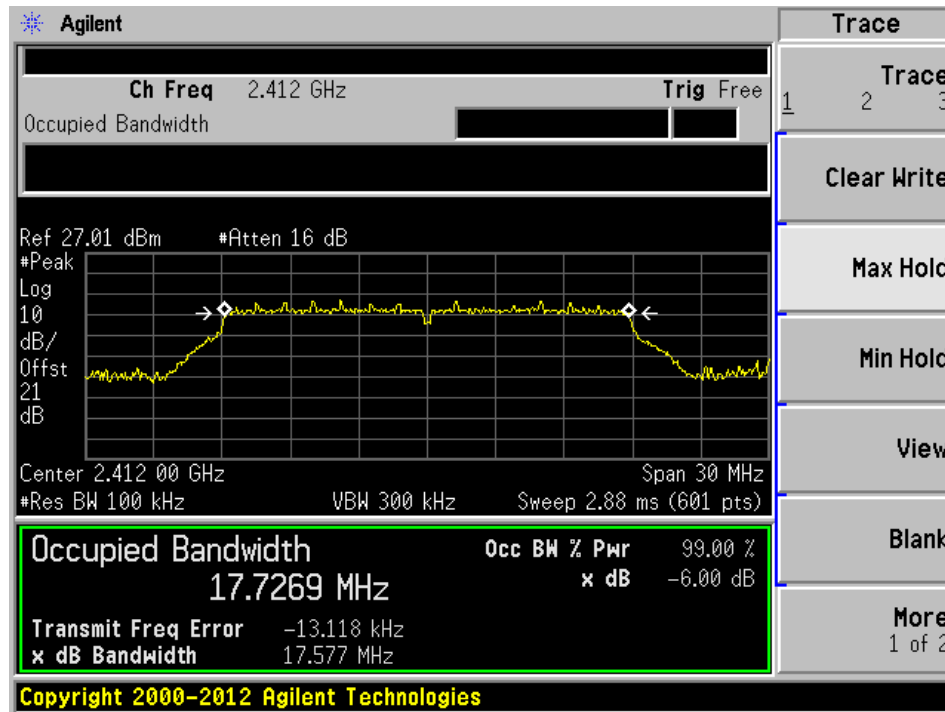 Agilent
Trace
Ch Freq 2.412 GHz Trig Free
Occupied Bandwidth
Trace
1 2 3
Clear Write
Max Hold
Min Hold
View
Blank
More
1 of 2
Ref 27.01 dBm #Atten 16 dB
#Peak
Log
10
dB/
Offst
21
dB
Center 2.412 00 GHz Span 30 MHz
#Res BW 100 kHz VBW 300 kHz Sweep 2.88 ms (601 pts)
Occupied Bandwidth Occ BW % Pwr 99.00 %
17.7269 MHz x dB -6.00 dB
Transmit Freq Error -13.118 kHz
x dB Bandwidth 17.577 MHz
Copyright 2000-2012 Agilent Technologies